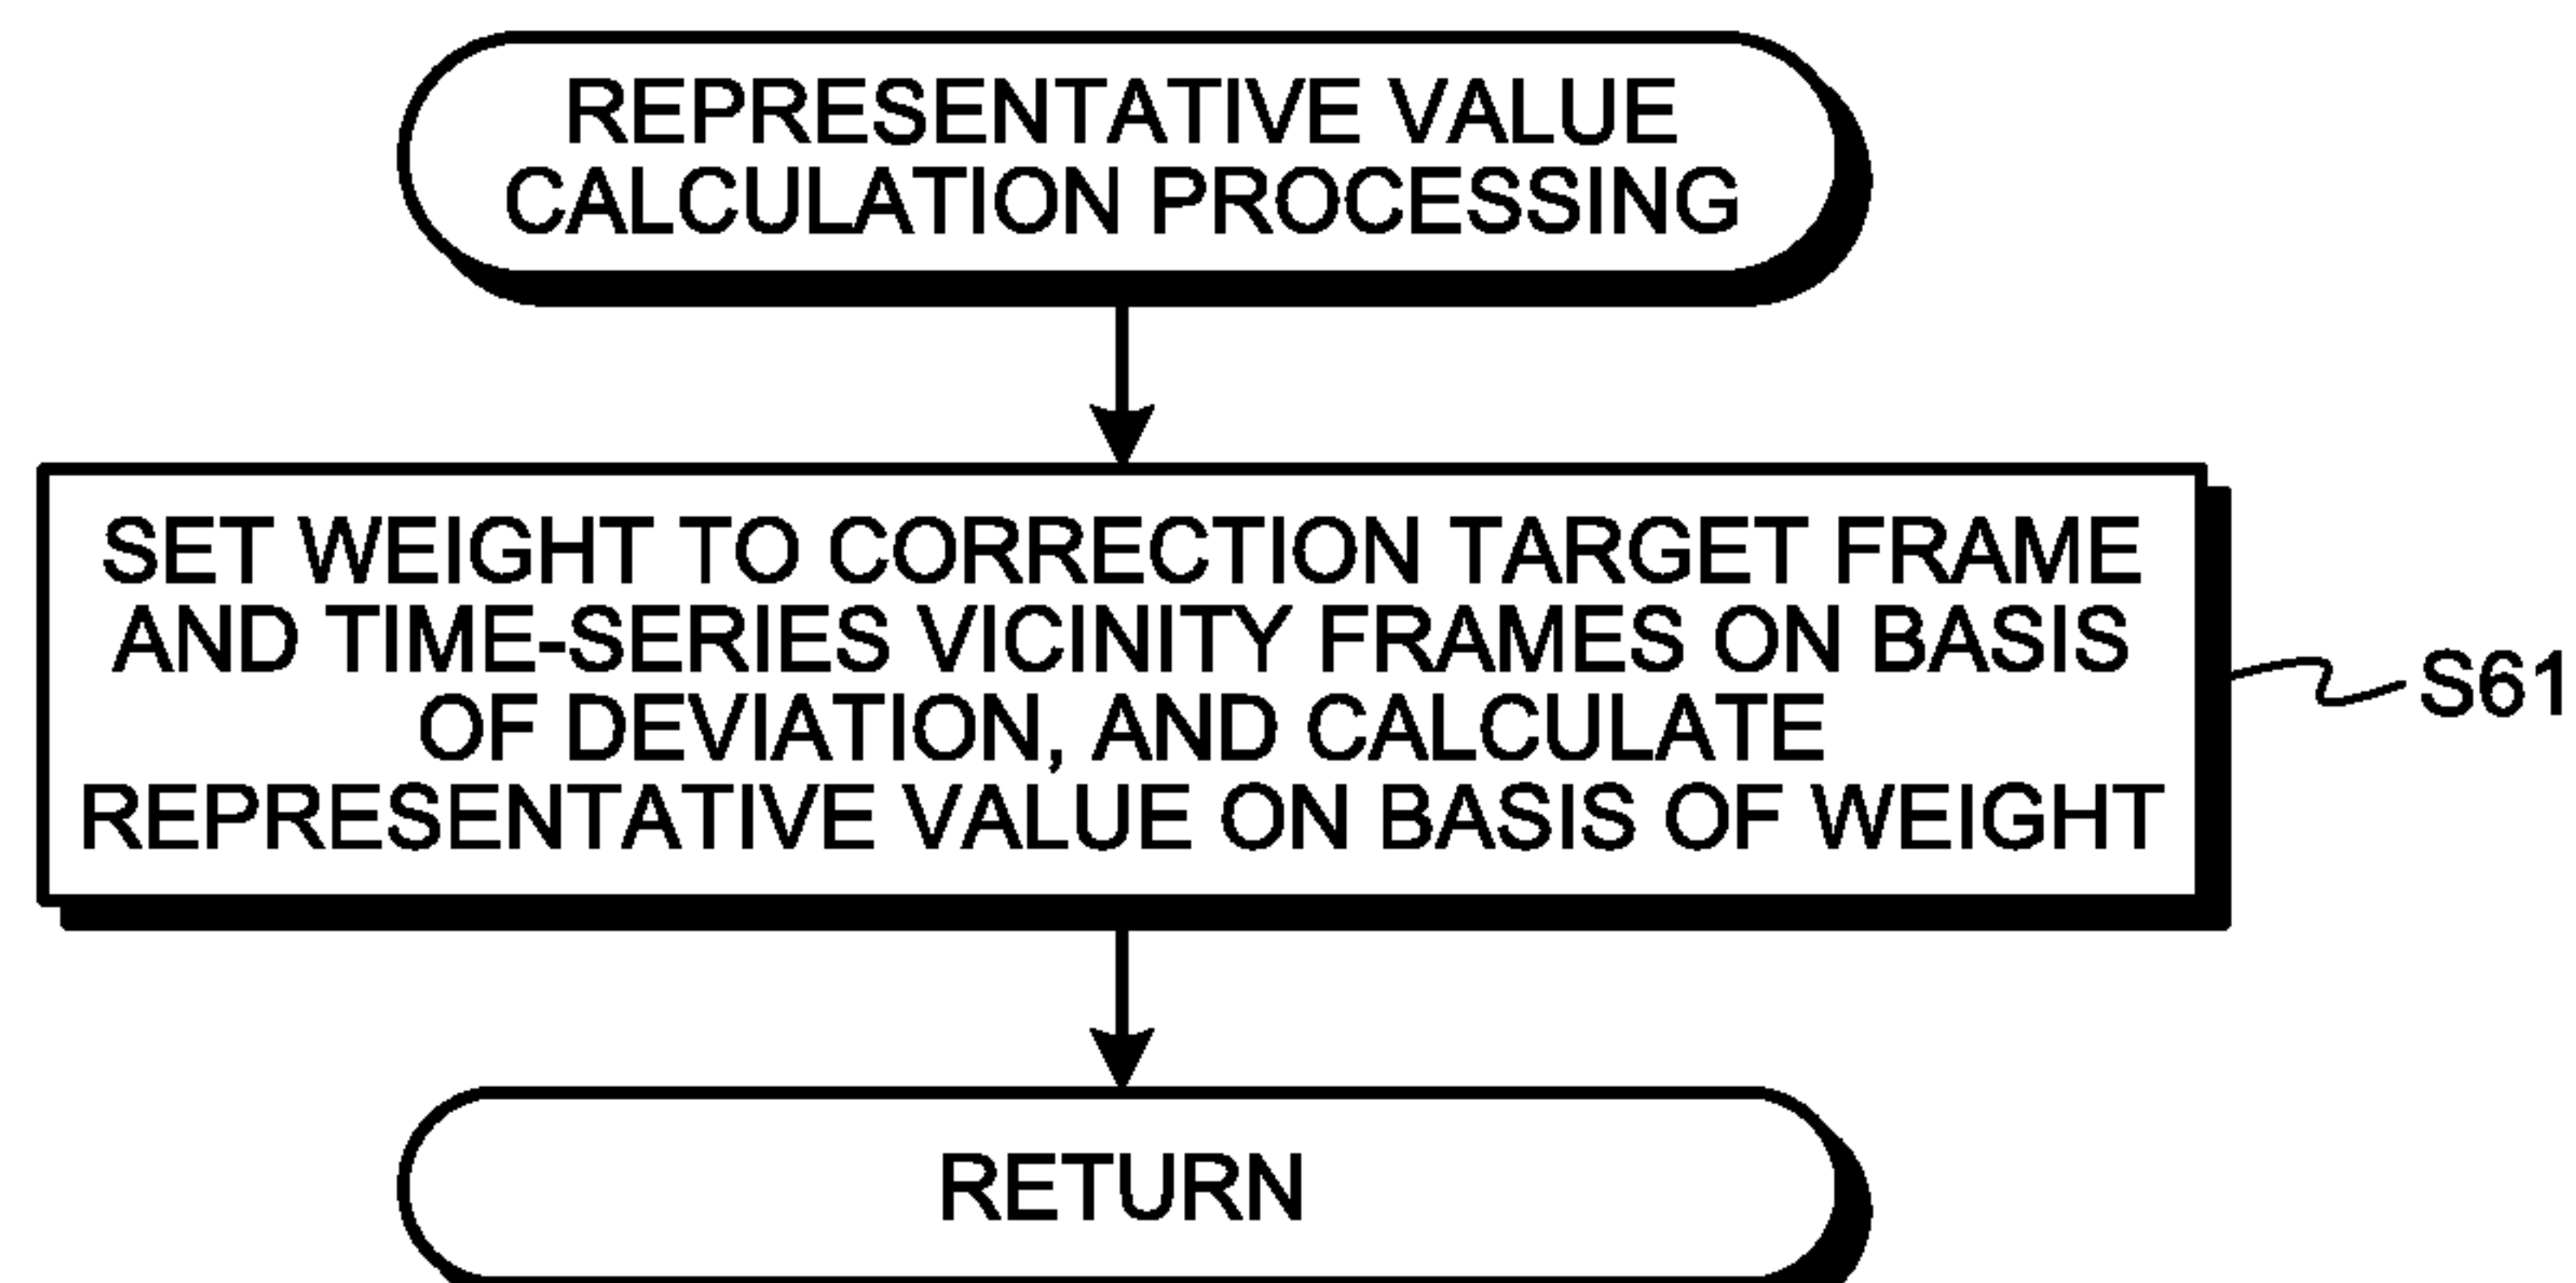 REPRESENTATIVE VALUE
CALCULATION PROCESSING
SET WEIGHT TO CORRECTION TARGET FRAME
AND TIME-SERIES VICINITY FRAMES ON BASIS
OF DEVIATION, AND CALCULATE
REPRESENTATIVE VALUE ON BASIS OF WEIGHT
S61
RETURN